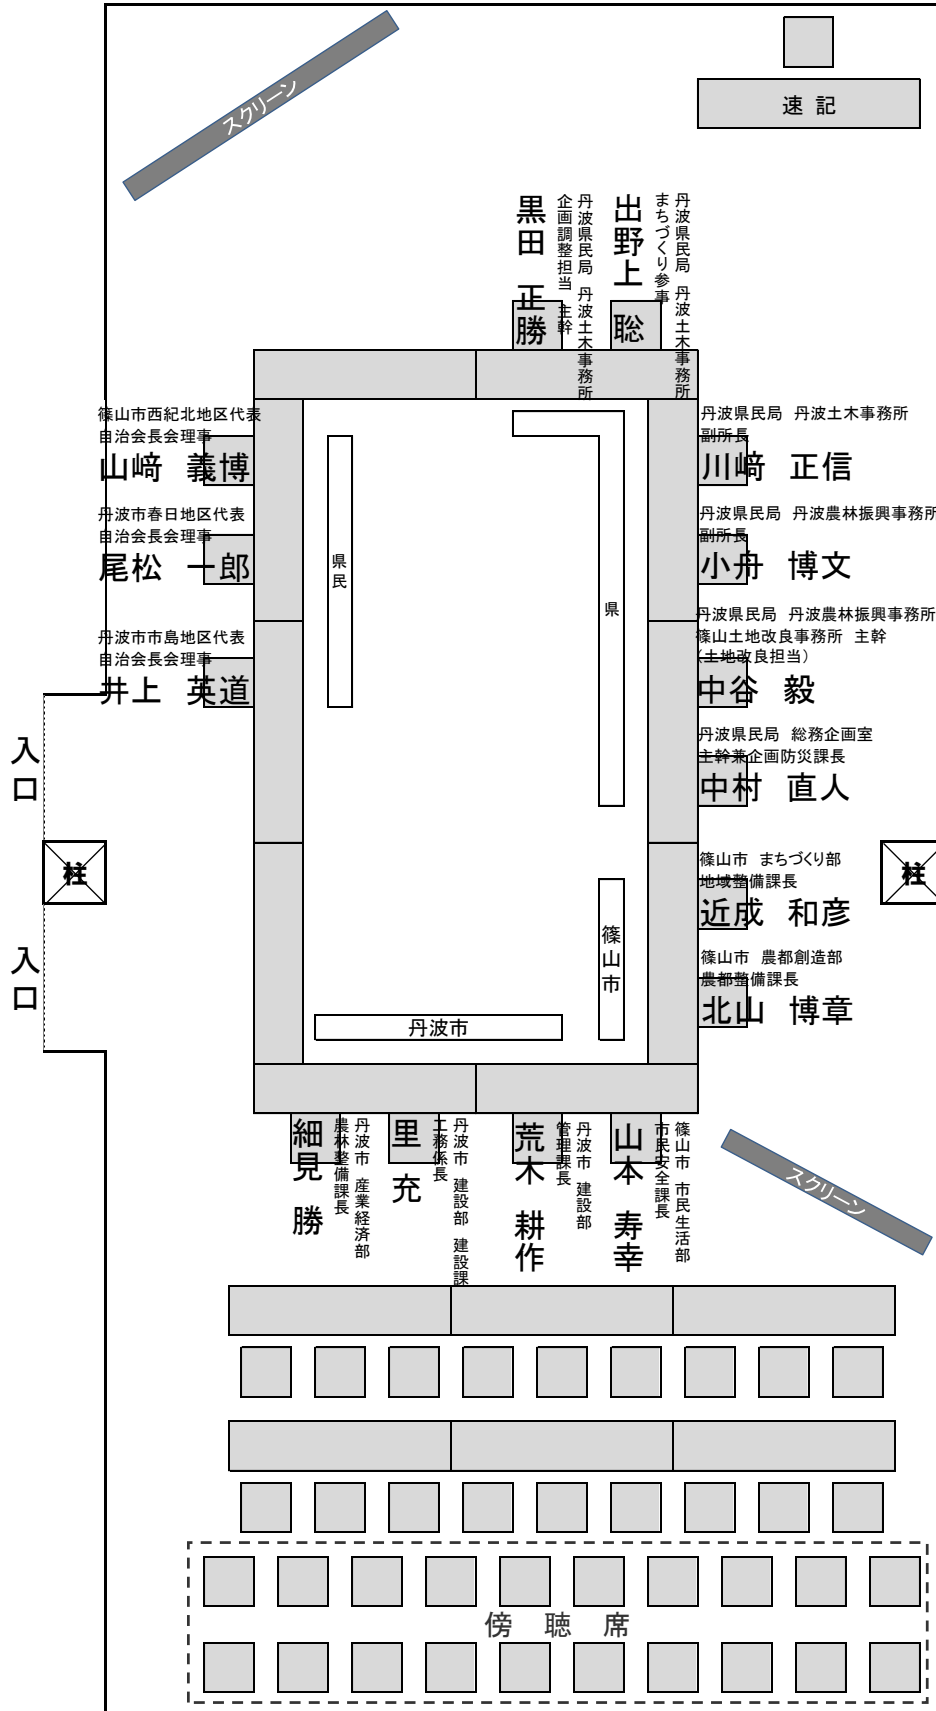 スクリーン
速 記
丹波県民局 丹波土木事務所
まちづくり参事
出野上 聡
丹波県民局 丹波土木事務所
企画調整担当 主幹
黒田 正勝
篠山市西紀北地区代表
自治会長会理事
山﨑 義博
丹波市春日地区代表
自治会長会理事
尾松 一郎
丹波市市島地区代表
自治会長会理事
井上 英道
県民
県
丹波県民局 丹波土木事務所
副所長
川﨑 正信
丹波県民局 丹波農林振興事務所
副所長
小舟 博文
丹波県民局 丹波農林振興事務所
篠山土地改良事務所 主幹
(土地改良担当)
中谷 毅
丹波県民局 総務企画室
主幹兼企画防災課長
中村 直人
入口
柱
入口
柱
篠山市 まちづくり部
地域整備課長
近成 和彦
篠山市 農都創造部
農都整備課長
北山 博章
篠山市
丹波市
篠山市 市民生活部
市民安全課長
山本 寿幸
丹波市 建設部
管理課長
荒木 耕作
丹波市 建設部 建設課
工務係長
里 充
丹波市 産業経済部
農林整備課長
細見 勝
スクリーン
傍 聴 席